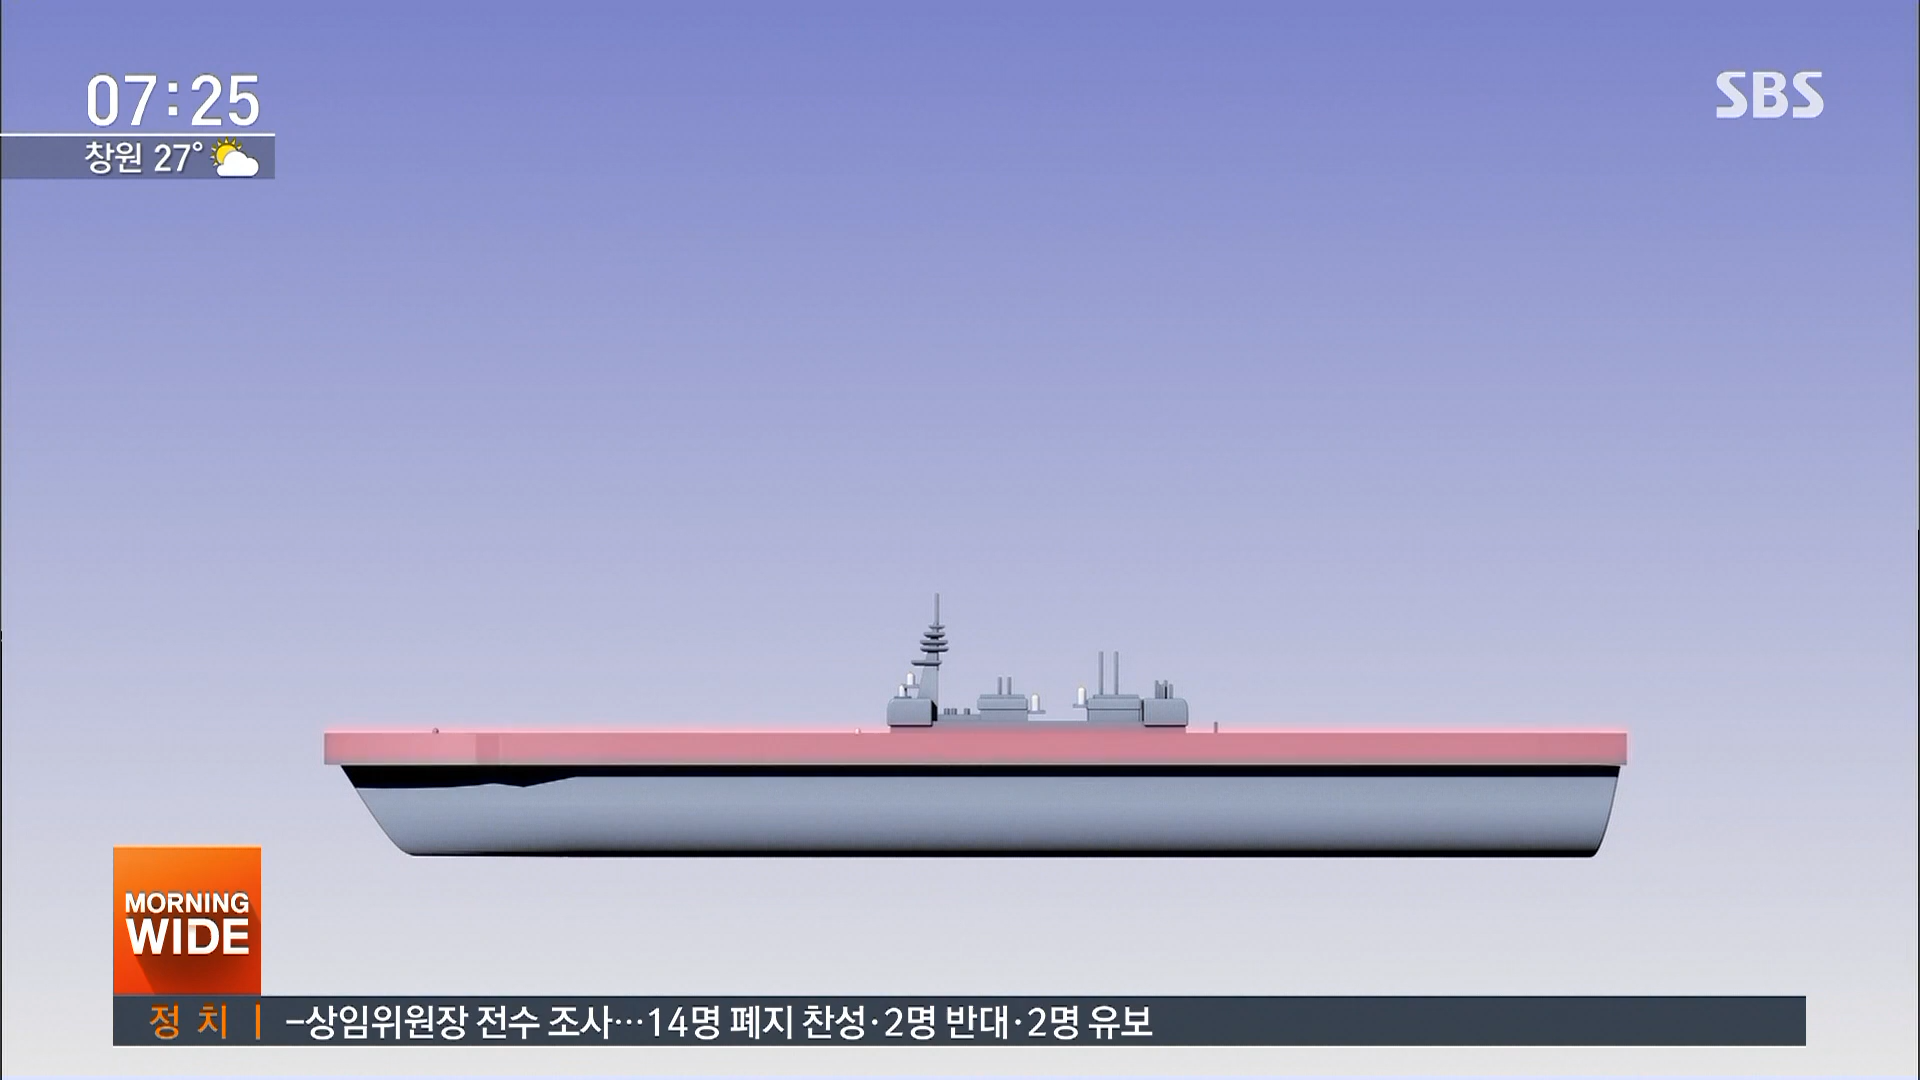 07:25
SBS
창원 27°
MORNING
WIDE
정치 | -상임위원장 전수 조사…14명 폐지 찬성·2명 반대·2명 유보